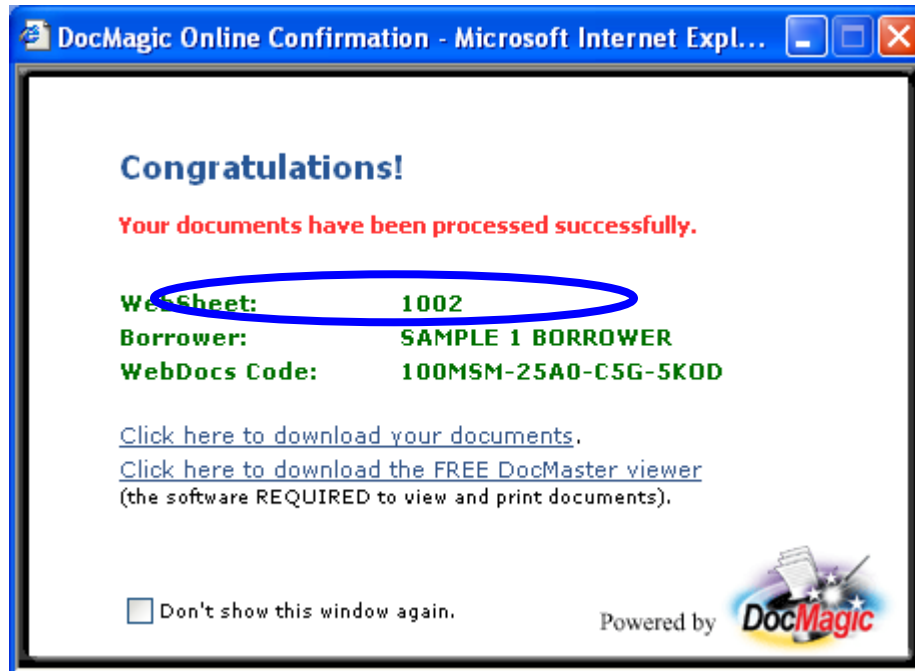 DocMagic Online Confirmation - Microsoft Internet Expl...
Congratulations!
Your documents have been processed successfully.
WebSheet: 1002
Borrower: SAMPLE 1 BORROWER
WebDocs Code: 100MSM-25A0-C5G-5KOD
Click here to download your documents.
Click here to download the FREE DocMaster viewer
(the software REQUIRED to view and print documents).
Don't show this window again.
Powered by DocMagic